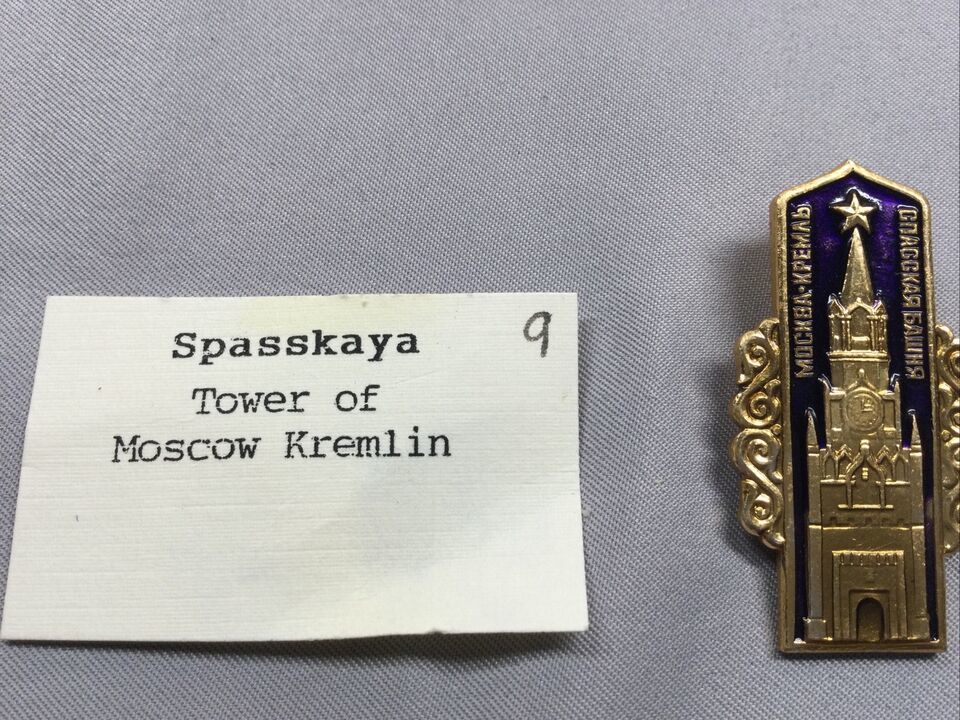 Spasskaya
9
Tower of
Moscow Kremlin
МОСКВА·КРЕМЛЬ
СПАССКАЯ БАШНЯ